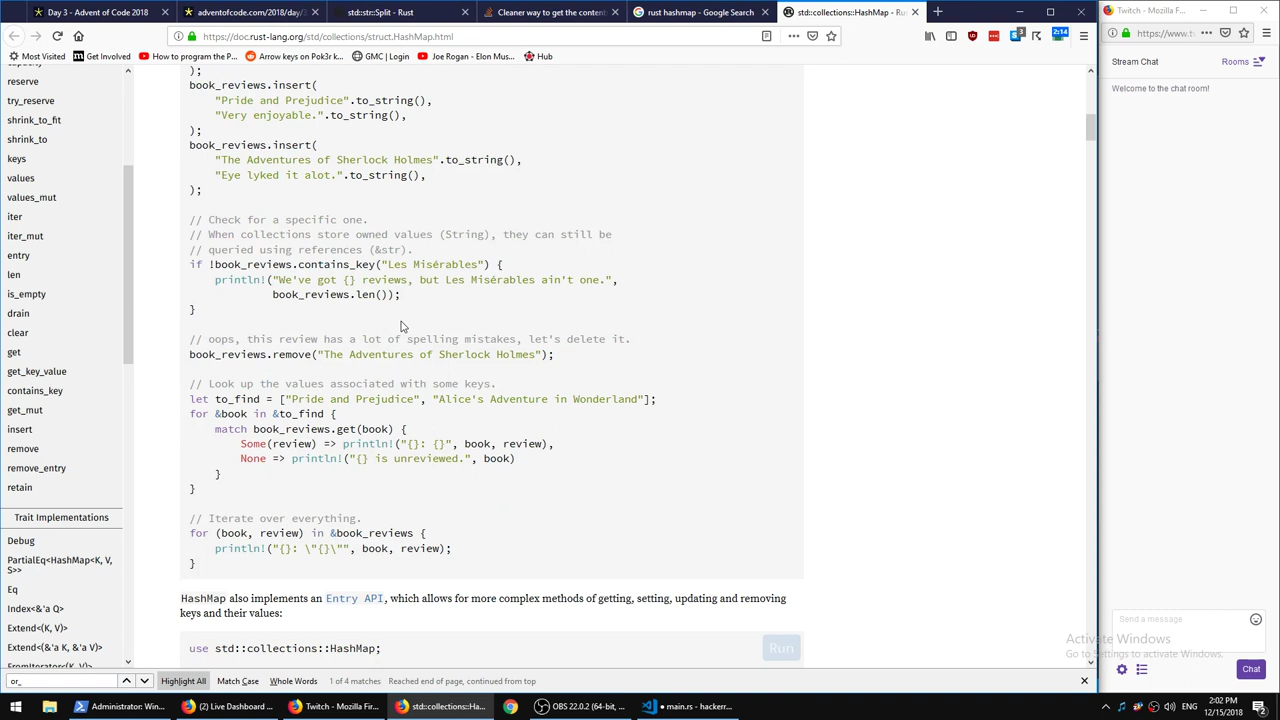 Day 3 - Advent of Code 2018
adventofcode.com/2018/day/
std::str::Split - Rust
Cleaner way to get the content
rust hashmap - Google Search
std::collections::HashMap - Rus
https://doc.rust-lang.org/std/collections/struct.HashMap.html
3
2:14
Most Visited
Get Involved
How to program the P...
Arrow keys on Pok3r k...
GMC | Login
Joe Rogan - Elon Mus...
Hub
reserve
try_reserve
shrink_to_fit
shrink_to
keys
values
values_mut
iter
iter_mut
entry
len
is_empty
drain
clear
get
get_key_value
contains_key
get_mut
insert
remove
remove_entry
retain
Trait Implementations
Debug
PartialEq<HashMap<K, V,
S>>
Eq
Index<&'a Q>
Extend<(K, V)>
Extend<(&'a K, &'a V)>
);
book_reviews.insert(
"Pride and Prejudice".to_string(),
"Very enjoyable.".to_string(),
);
book_reviews.insert(
"The Adventures of Sherlock Holmes".to_string(),
"Eye lyked it alot.".to_string(),
);
// Check for a specific one.
// When collections store owned values (String), they can still be
// queried using references (&str).
if !book_reviews.contains_key("Les Misérables") {
println!("We've got {} reviews, but Les Misérables ain't one.",
book_reviews.len());
}
// oops, this review has a lot of spelling mistakes, let's delete it.
book_reviews.remove("The Adventures of Sherlock Holmes");
// Look up the values associated with some keys.
let to_find = ["Pride and Prejudice", "Alice's Adventure in Wonderland"];
for &book in &to_find {
match book_reviews.get(book) {
Some(review) => println!("{}: {}", book, review),
None => println!("{} is unreviewed.", book)
}
}
// Iterate over everything.
for (book, review) in &book_reviews {
println!("{}: \"{}\"", book, review);
}
HashMap also implements an Entry API, which allows for more complex methods of getting, setting, updating and removing
keys and their values:
use std::collections::HashMap;
Run
or_
Highlight All
Match Case
Whole Words
1 of 4 matches
Reached end of page, continued from top
Twitch - Mozilla F...
https://www.tw
Stream Chat
Rooms
Welcome to the chat room!
Send a message
Activate Windows
Go to Settings to activate Windows.
Chat
Administrator: Win...
(2) Live Dashboard ...
Twitch - Mozilla Fir...
std::collections::Ha...
OBS 22.0.2 (64-bit, ...
● main.rs - hackerr...
2:02 PM
12/15/2018